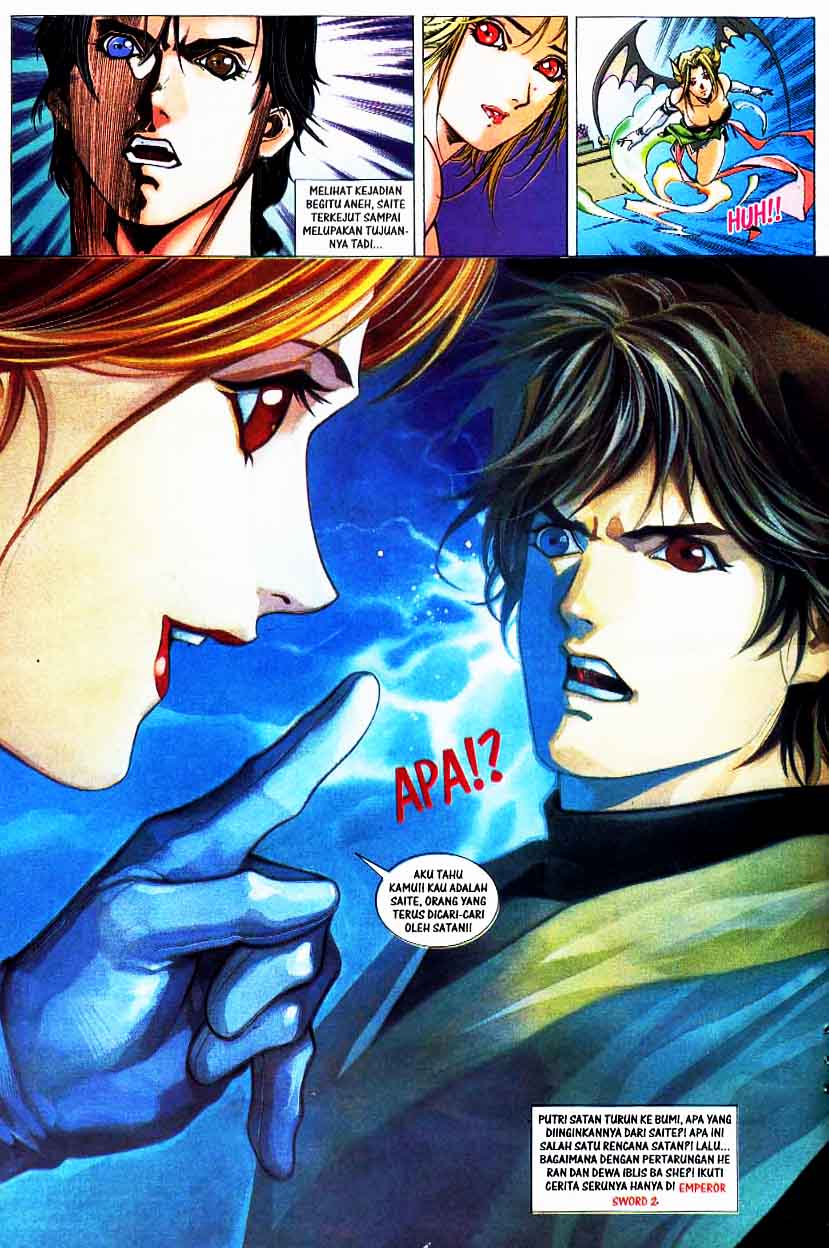 MELIHAT KEJADIAN
BEGITU ANEH, SAITE
TERKEJUT SAMPAI
MELUPAKAN TUJUAN-
NYA TADI...
HUH!!
APA!?
AKU TAHU
KAMU!! KAU ADALAH
SAITE, ORANG YANG
TERUS DICARI-CARI
OLEH SATAN!!
PUTRI SATAN TURUN KE BUMI, APA YANG
DIINGINKANNYA DARI SAITE?! APA INI
SALAH SATU RENCANA SATAN?! LALU...
BAGAIMANA DENGAN PERTARUNGAN HE
RAN DAN DEWA IBLIS BA SHE?! IKUTI
CERITA SERUNYA HANYA DI EMPEROR
SWORD 2.